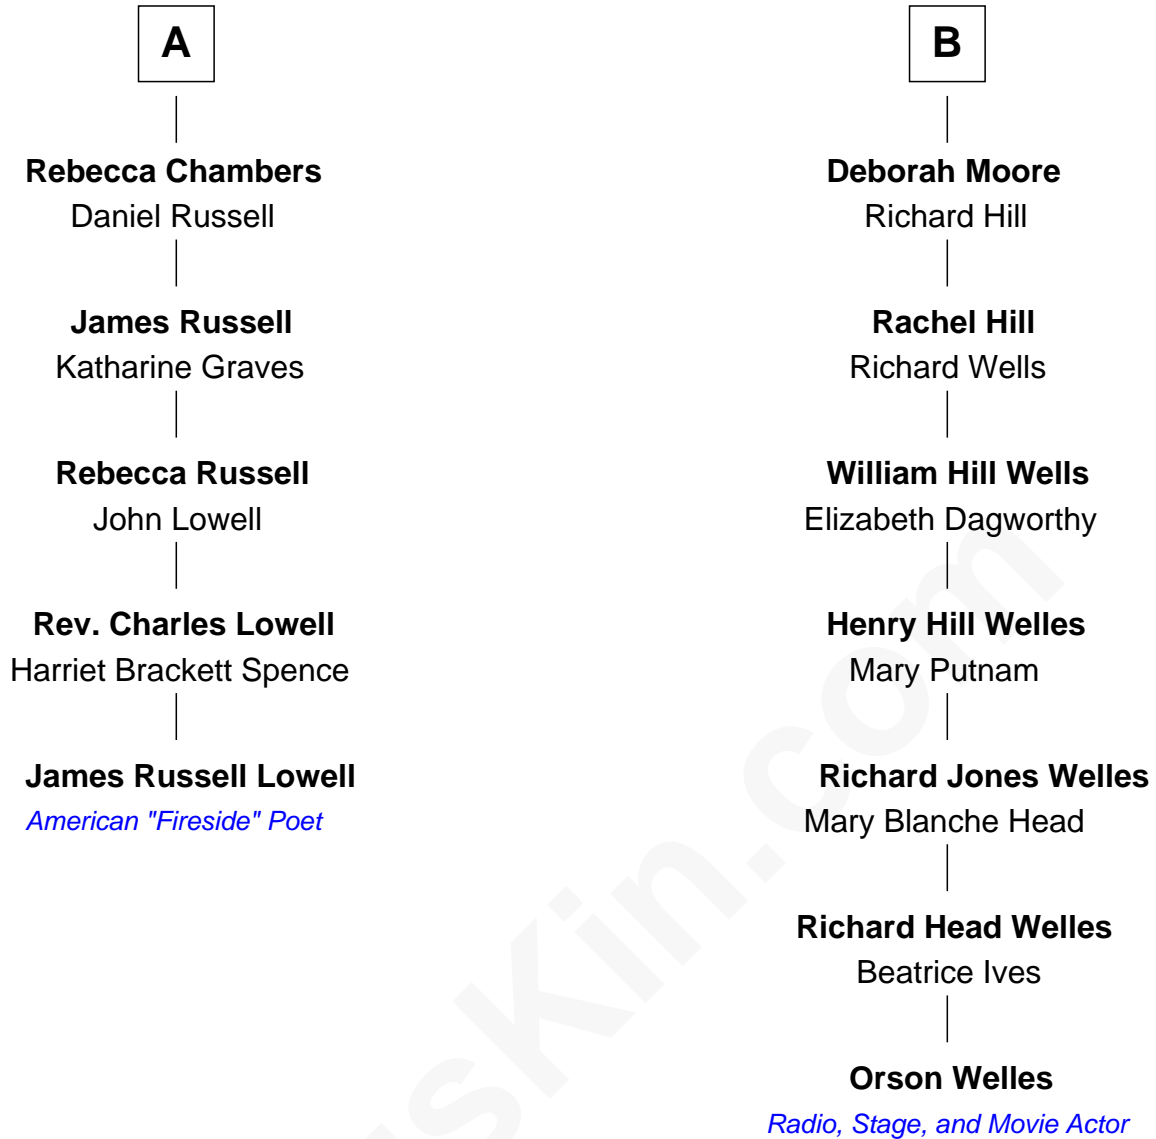 A
Rebecca Chambers
Daniel Russell
James Russell
Katharine Graves
Rebecca Russell
John Lowell
Rev. Charles Lowell
Harriet Brackett Spence
James Russell Lowell
American "Fireside" Poet
B
Deborah Moore
Richard Hill
Rachel Hill
Richard Wells
William Hill Wells
Elizabeth Dagworthy
Henry Hill Welles
Mary Putnam
Richard Jones Welles
Mary Blanche Head
Richard Head Welles
Beatrice Ives
Orson Welles
Radio, Stage, and Movie Actor